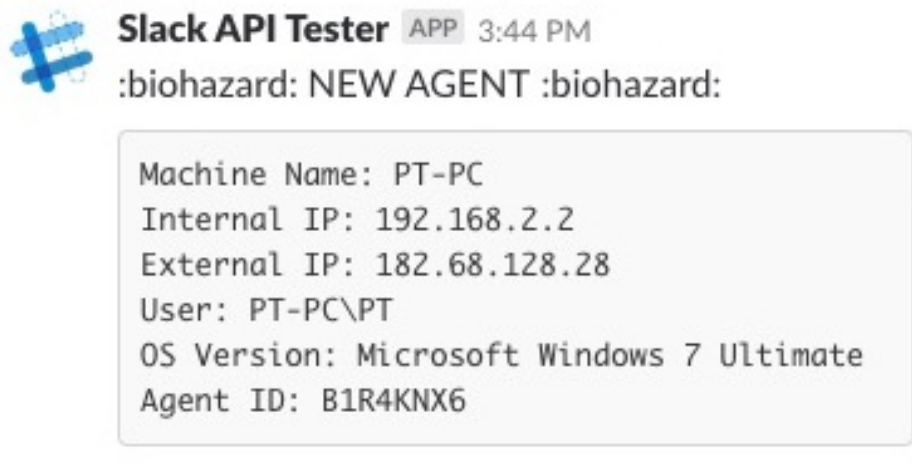 Slack API Tester APP 3:44 PM
:biohazard: NEW AGENT :biohazard:
Machine Name: PT-PC
Internal IP: 192.168.2.2
External IP: 182.68.128.28
User: PT-PC\PT
OS Version: Microsoft Windows 7 Ultimate
Agent ID: B1R4KNX6